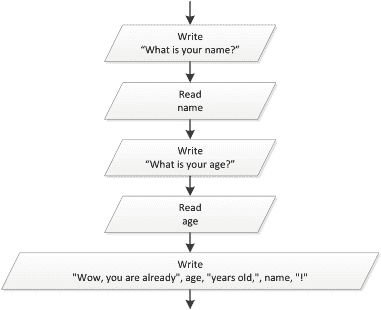 Write
“What is your name?”
Read
name
Write
“What is your age?”
Read
age
Write
"Wow, you are already", age, "years old,", name, "!"